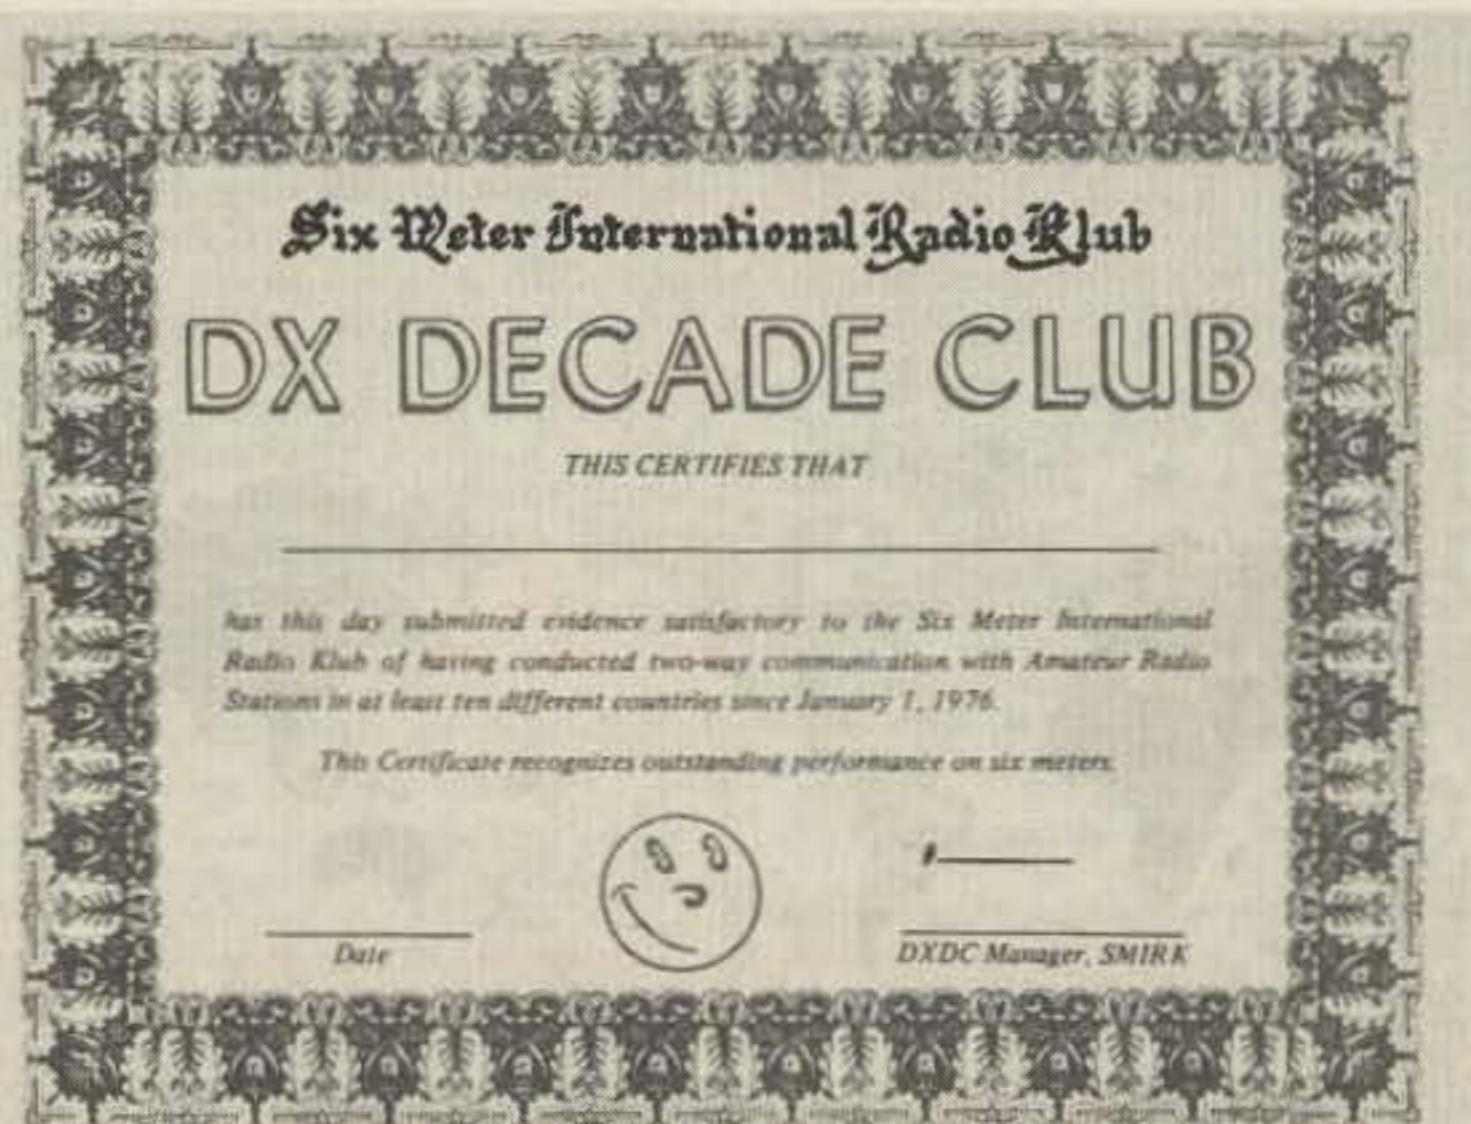 Six Meter International Radio Klub
DX DECADE CLUB
THIS CERTIFIES THAT
has this day submitted evidence satisfactory to the Six Meter International
Radio Klub of having conducted two-way communication with Amateur Radio
Stations in at least ten different countries since January 1, 1976.
This Certificate recognizes outstanding performance on six meters.
#
Date
DXDC Manager, SMIRK